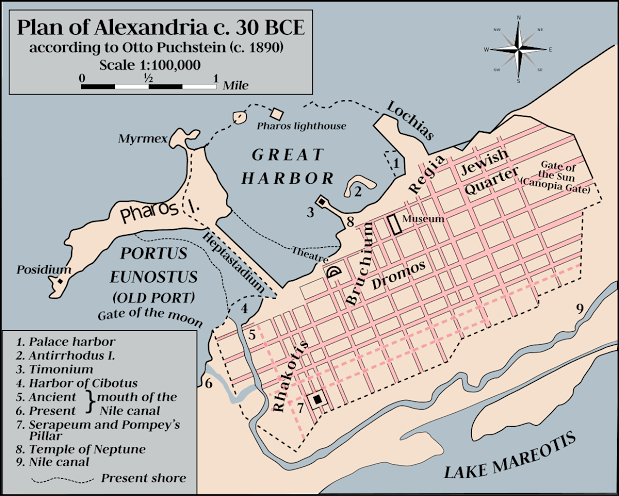 Plan of Alexandria c. 30 BCE
according to Otto Puchstein (c. 1890)
Scale 1:100,000
0 ½ 1 Mile
N
NW NE
W E
SW SE
S
Myrmex
Pharos lighthouse
Lochias
GREAT
HARBOR
1
2
3
8
Regia
Jewish
Quarter
Gate of
the Sun
(Canopia Gate)
Museum
Pharos I.
Heptastadium
Theatre
Bruchium
Dromos
Posidium
PORTUS
EUNOSTUS
(OLD PORT)
Gate of the moon
4
5
6
7
9
Rhakotis
LAKE MAREOTIS
1. Palace harbor
2. Antirrhodus I.
3. Timonium
4. Harbor of Cibotus
5. Ancient } mouth of the
6. Present Nile canal
7. Serapeum and Pompey's
Pillar
8. Temple of Neptune
9. Nile canal
Present shore